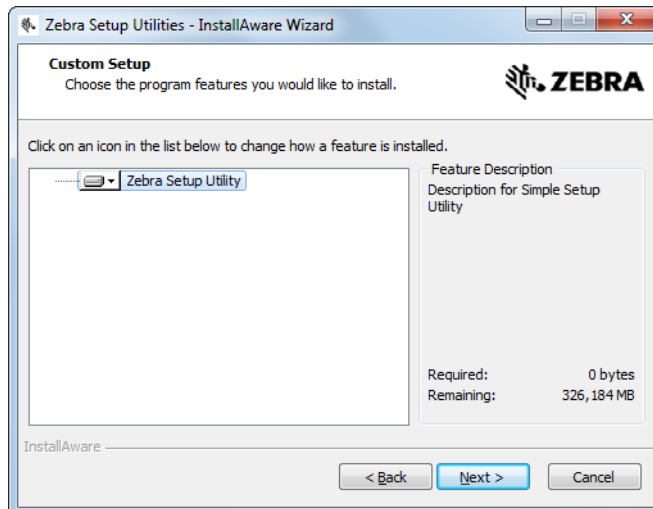 Zebra Setup Utilities - InstallAware Wizard
Custom Setup
Choose the program features you would like to install.
ZEBRA
Click on an icon in the list below to change how a feature is installed.
Zebra Setup Utility
Feature Description
Description for Simple Setup
Utility
Required: 0 bytes
Remaining: 326,184 MB
InstallAware
< Back Next > Cancel